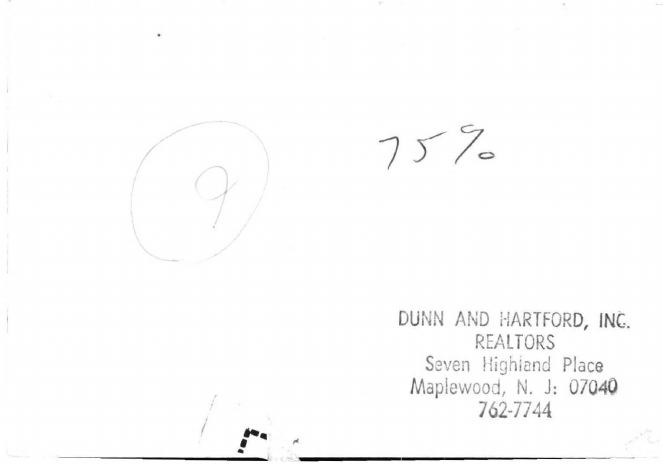 75%
9
DUNN AND HARTFORD, INC.
REALTORS
Seven Highland Place
Maplewood, N. J: 07040
762-7744